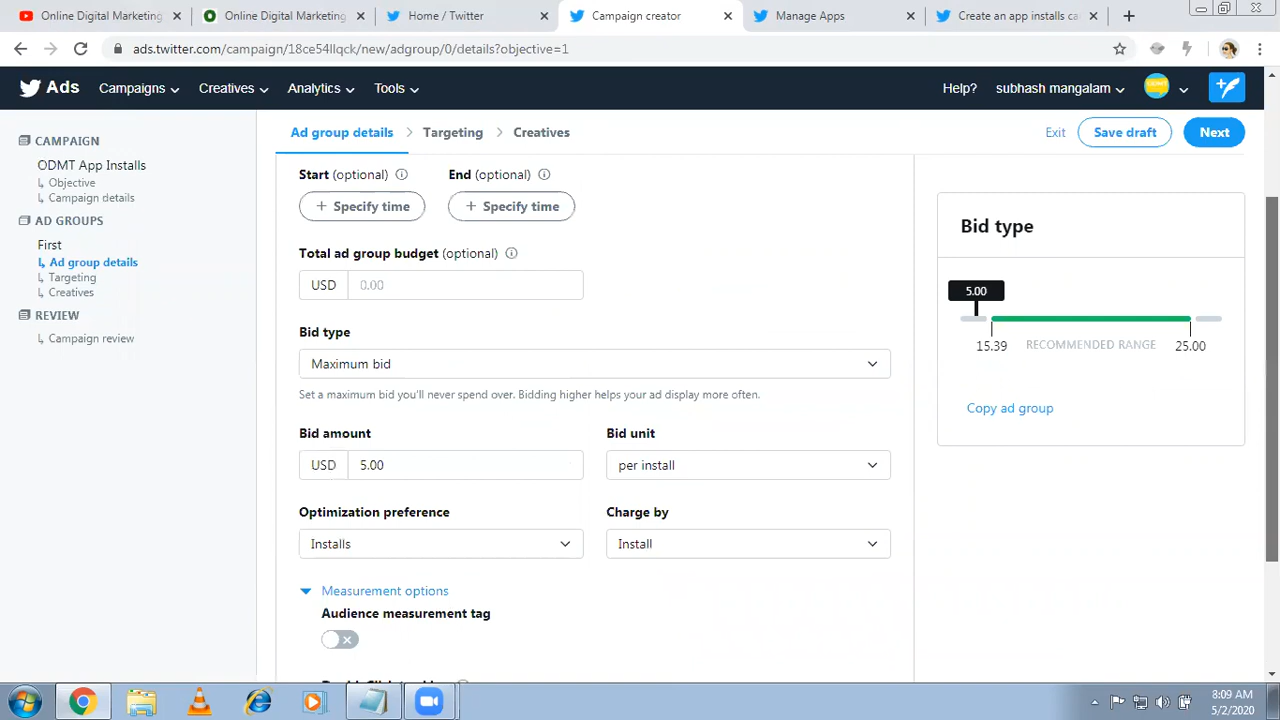 Online Digital Marketing
Online Digital Marketing
Home / Twitter
Campaign creator
Manage Apps
Create an app installs ca
ads.twitter.com/campaign/18ce54llqck/new/adgroup/0/details?objective=1
Ads
Campaigns
Creatives
Analytics
Tools
Help?
subhash mangalam
CAMPAIGN
ODMT App Installs
Objective
Campaign details
AD GROUPS
First
Ad group details
Targeting
Creatives
REVIEW
Campaign review
Ad group details > Targeting > Creatives
Exit
Save draft
Next
Start (optional)
End (optional)
+ Specify time
+ Specify time
Total ad group budget (optional)
USD 0.00
Bid type
Maximum bid
Set a maximum bid you'll never spend over. Bidding higher helps your ad display more often.
Bid amount
Bid unit
USD 5.00
per install
Optimization preference
Charge by
Installs
Install
Measurement options
Audience measurement tag
Bid type
5.00
15.39 RECOMMENDED RANGE 25.00
Copy ad group
8:09 AM
5/2/2020